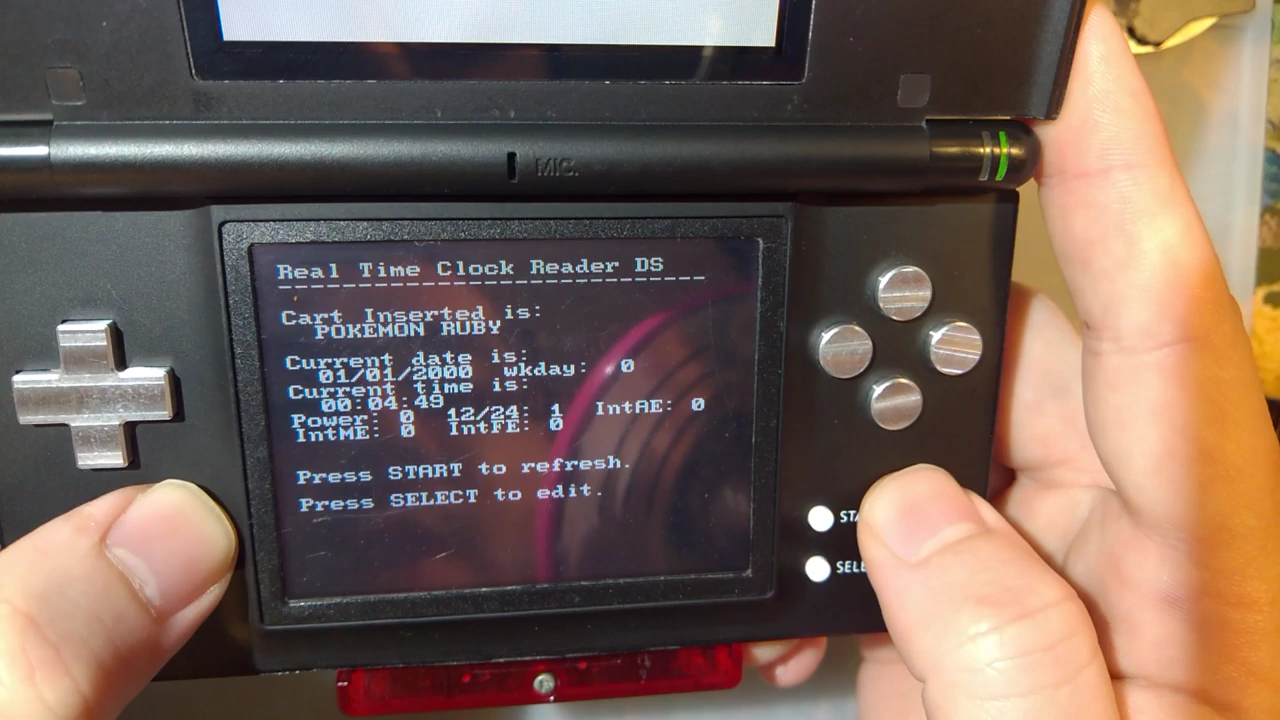 MIC.
Real Time Clock Reader DS
---------------------------------
Cart Inserted is:
POKEMON RUBY
Current date is:
01/01/2000 wkday: 0
Current time is:
00:04:49
Power: 0 12/24: 1 IntAE: 0
IntME: 0 IntFE: 0
Press START to refresh.
Press SELECT to edit.
STA
SELE